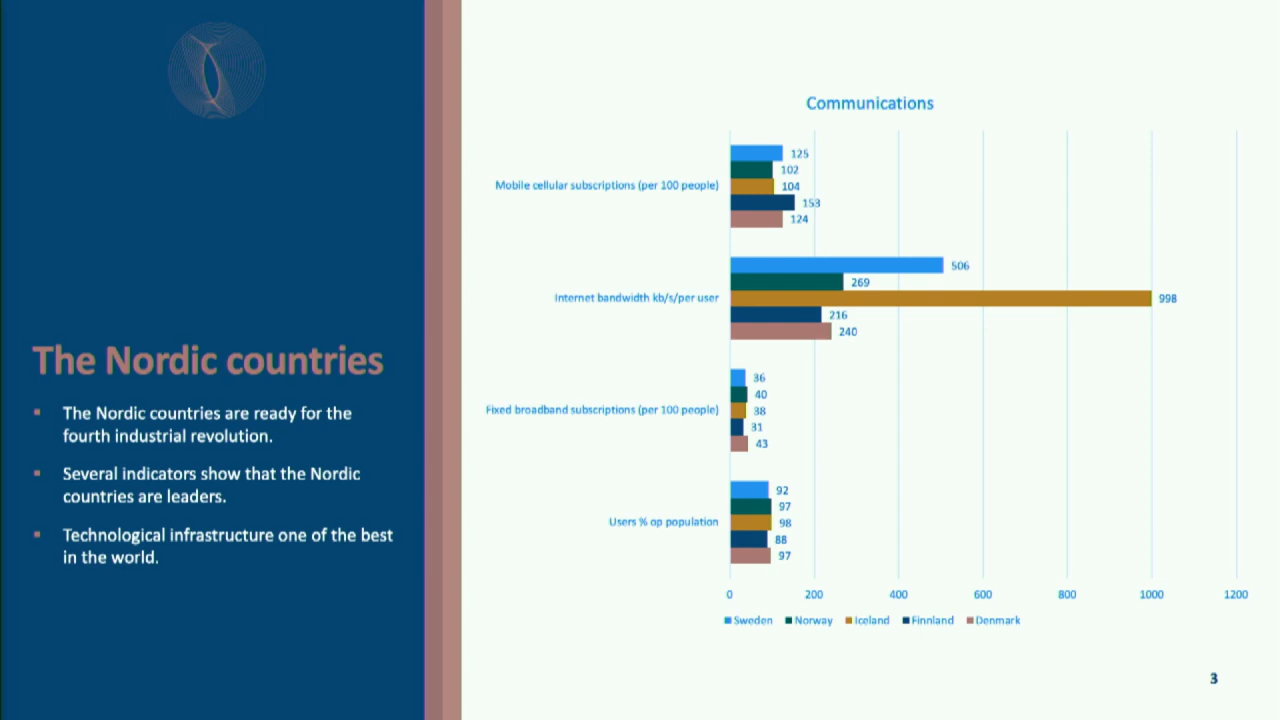 The Nordic countries
The Nordic countries are ready for the
fourth industrial revolution.
Several indicators show that the Nordic
countries are leaders.
Technological infrastructure one of the best
in the world.
Communications
Mobile cellular subscriptions (per 100 people)
125
102
104
153
124
Internet bandwidth kb/s/per user
506
269
998
216
240
Fixed broadband subscriptions (per 100 people)
36
40
38
31
43
Users % op population
92
97
98
88
97
0 200 400 600 800 1000 1200
Sweden Norway Iceland Finnland Denmark
3